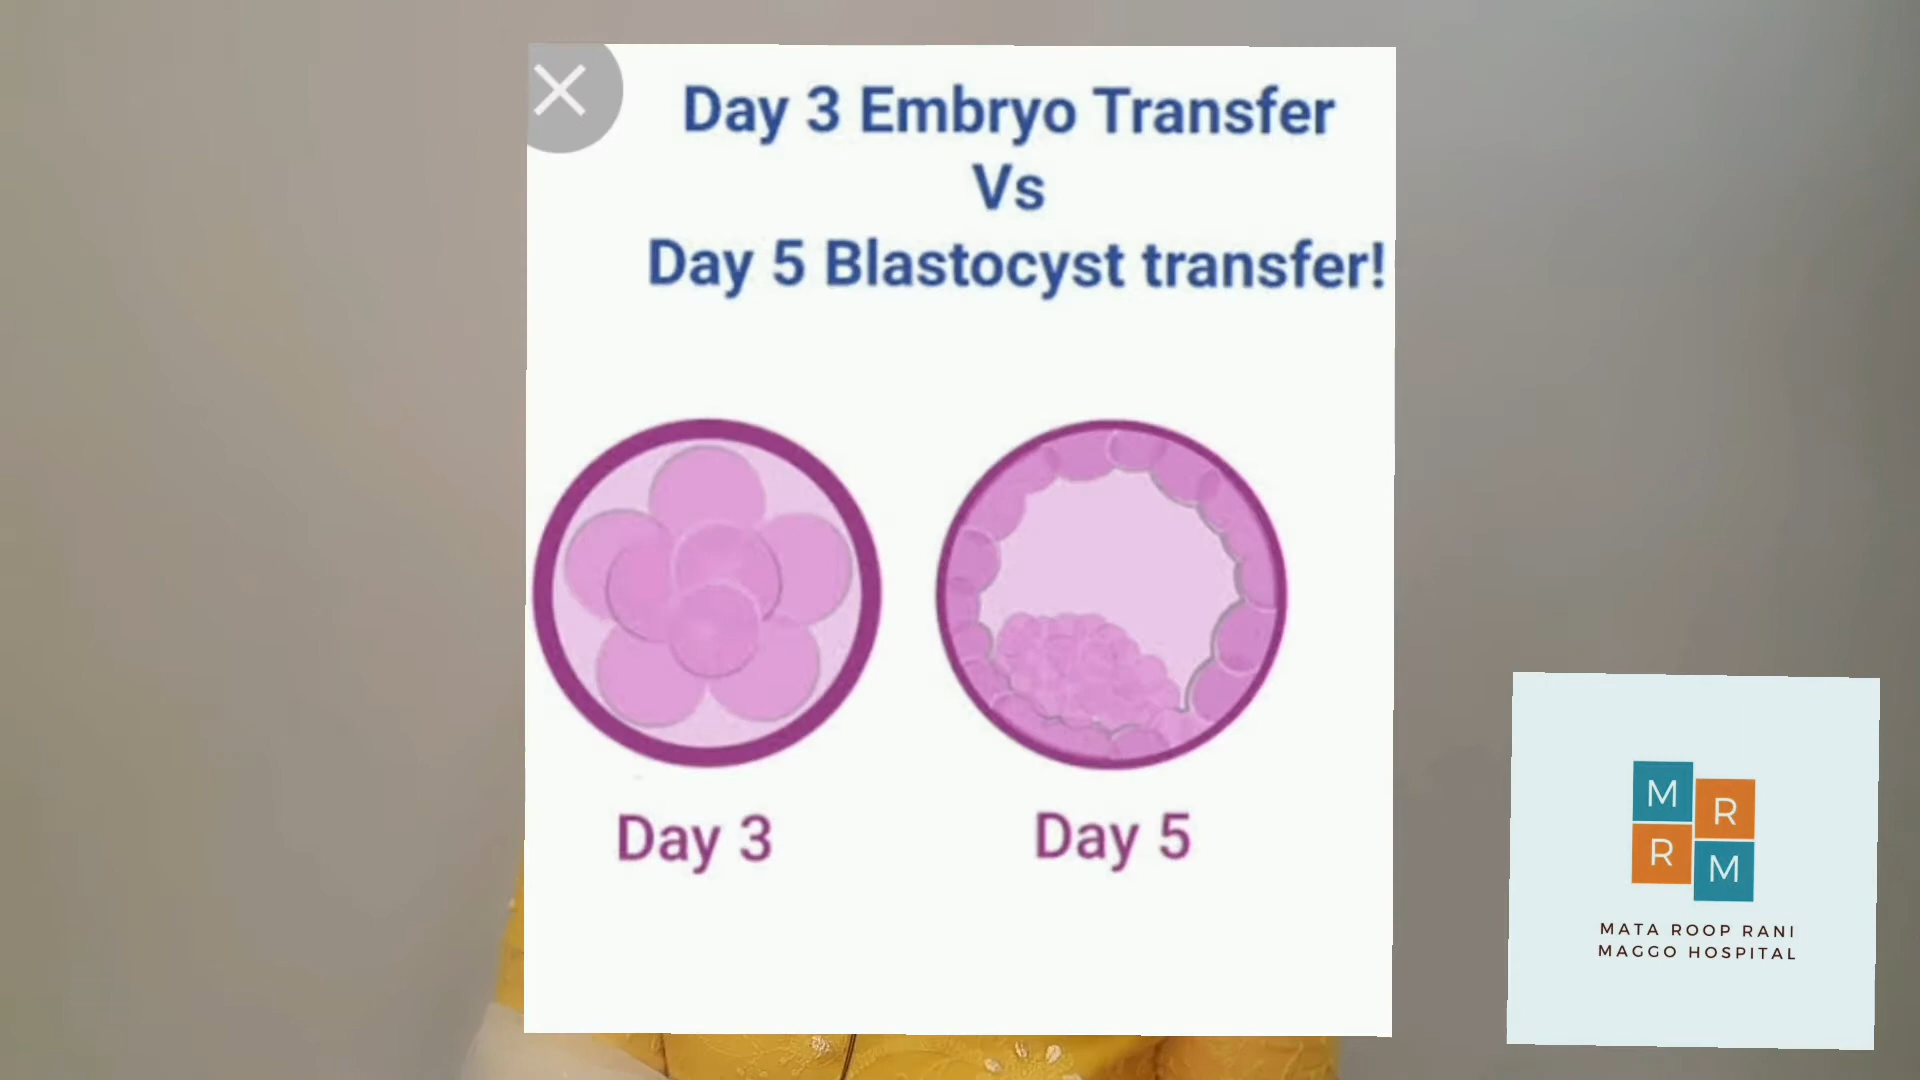 Day 3 Embryo Transfer
Vs
Day 5 Blastocyst transfer!
Day 3
Day 5
M
R
R
M
MATA ROOP RANI
MAGGO HOSPITAL